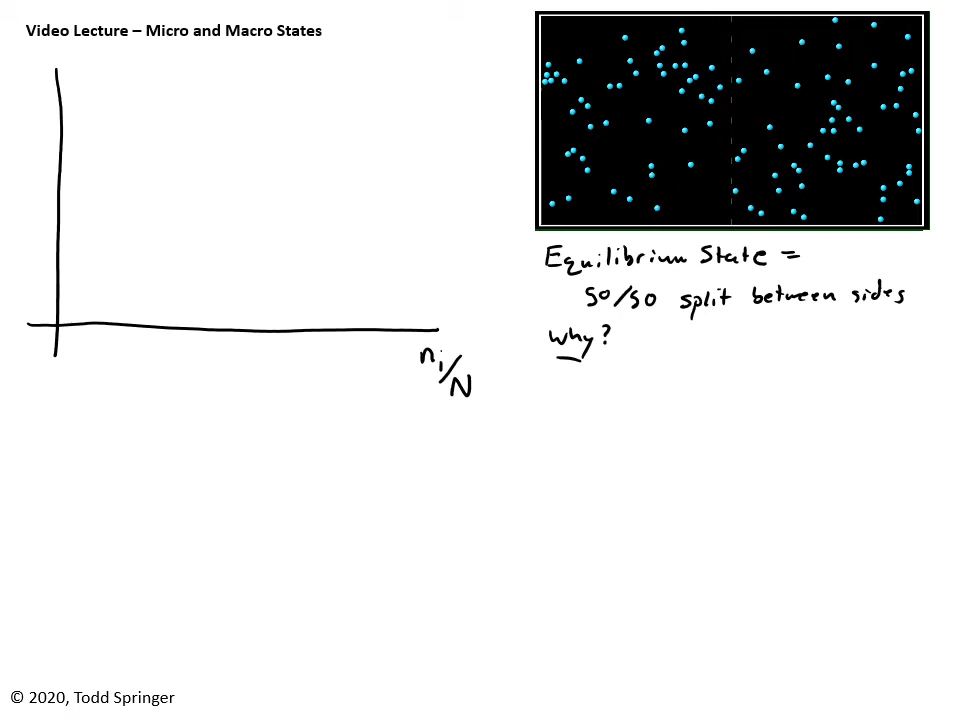 Video Lecture – Micro and Macro States
Equilibrium State =
50/50 split between sides
why?
ni/N
© 2020, Todd Springer